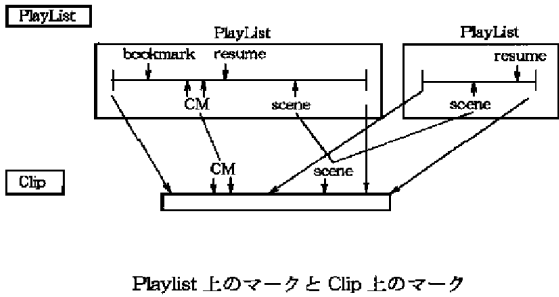 PlayList
PlayList
PlayList
bookmark resume
resume
CM
scene
scene
CM
scene
Clip
Playlist 上のマークと Clip 上のマーク